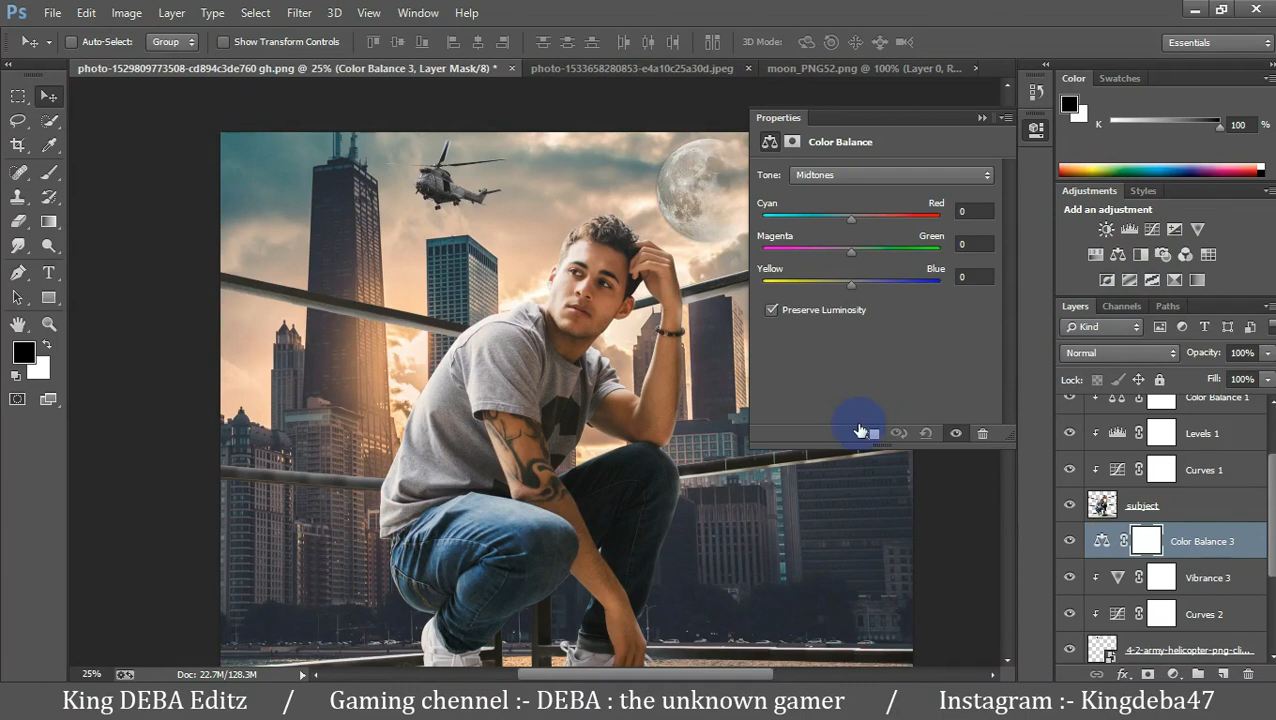 Ps File Edit Image Layer Type Select Filter 3D View Window Help
Auto-Select: Group Show Transform Controls 3D Mode: Essentials
photo-1529809773508-cd894c3de760 gh.png @ 25% (Color Balance 3, Layer Mask/8) * photo-1533658280853-e4a10c25a30d.jpeg moon_PNG52.png @ 100% (Layer 0, R...
Color Swatches
K 100 %
Properties
Color Balance
Tone: Midtones
Cyan Red 0
Magenta Green 0
Yellow Blue 0
Preserve Luminosity
Adjustments Styles
Add an adjustment
Layers Channels Paths
Kind
Normal Opacity: 100%
Lock: Fill: 100%
Color Balance 1
Levels 1
Curves 1
subject
Color Balance 3
Vibrance 3
Curves 2
4-2-army-helicopter-png-cli...
25% Doc: 22.7M/128.3M
King DEBA Editz / Gaming channel :- DEBA : the unknown gamer / Instagram :- Kingdeba47